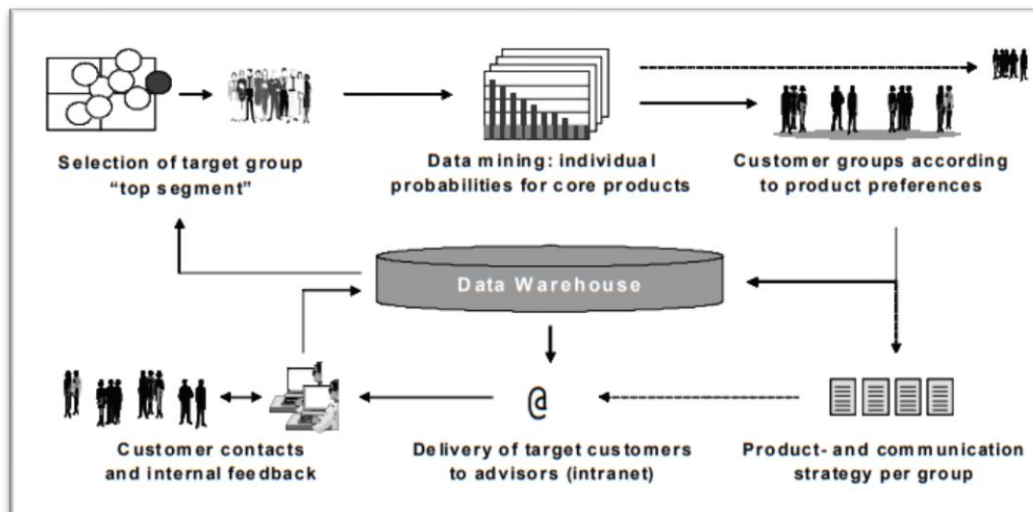 Selection of target group
“top segment”
Data mining: individual
probabilities for core products
Customer groups according
to product preferences
Data Warehouse
@
Customer contacts
and internal feedback
Delivery of target customers
to advisors (intranet)
Product- and communication
strategy per group